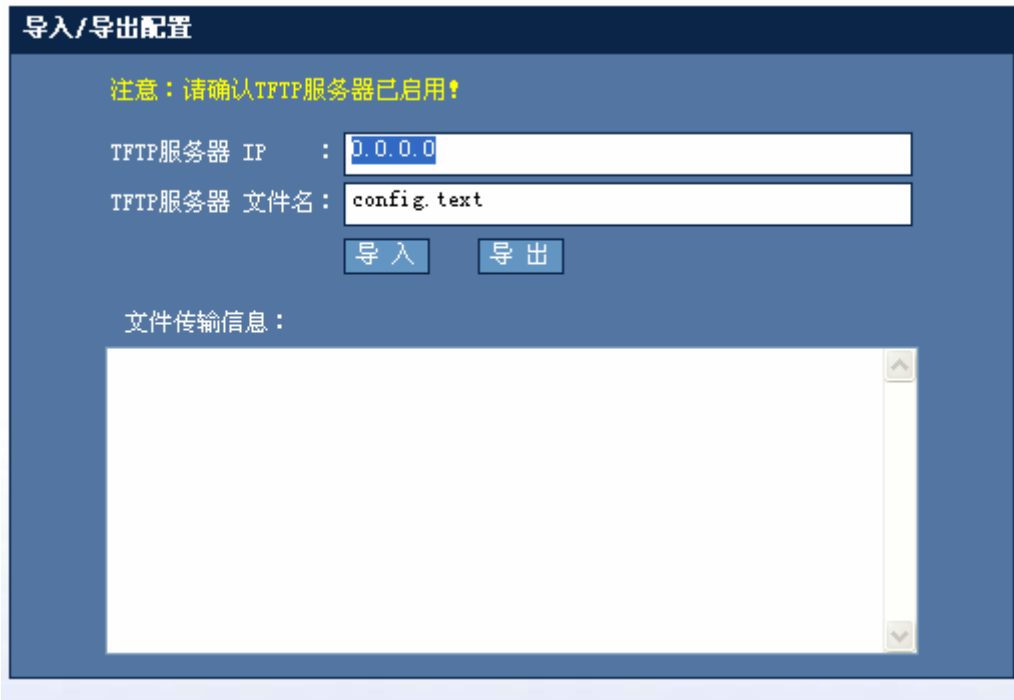 导入/导出配置
注意：请确认TFTP服务器已启用！
TFTP服务器 IP ： 0.0.0.0
TFTP服务器 文件名： config.text
导 入 导 出
文件传输信息：